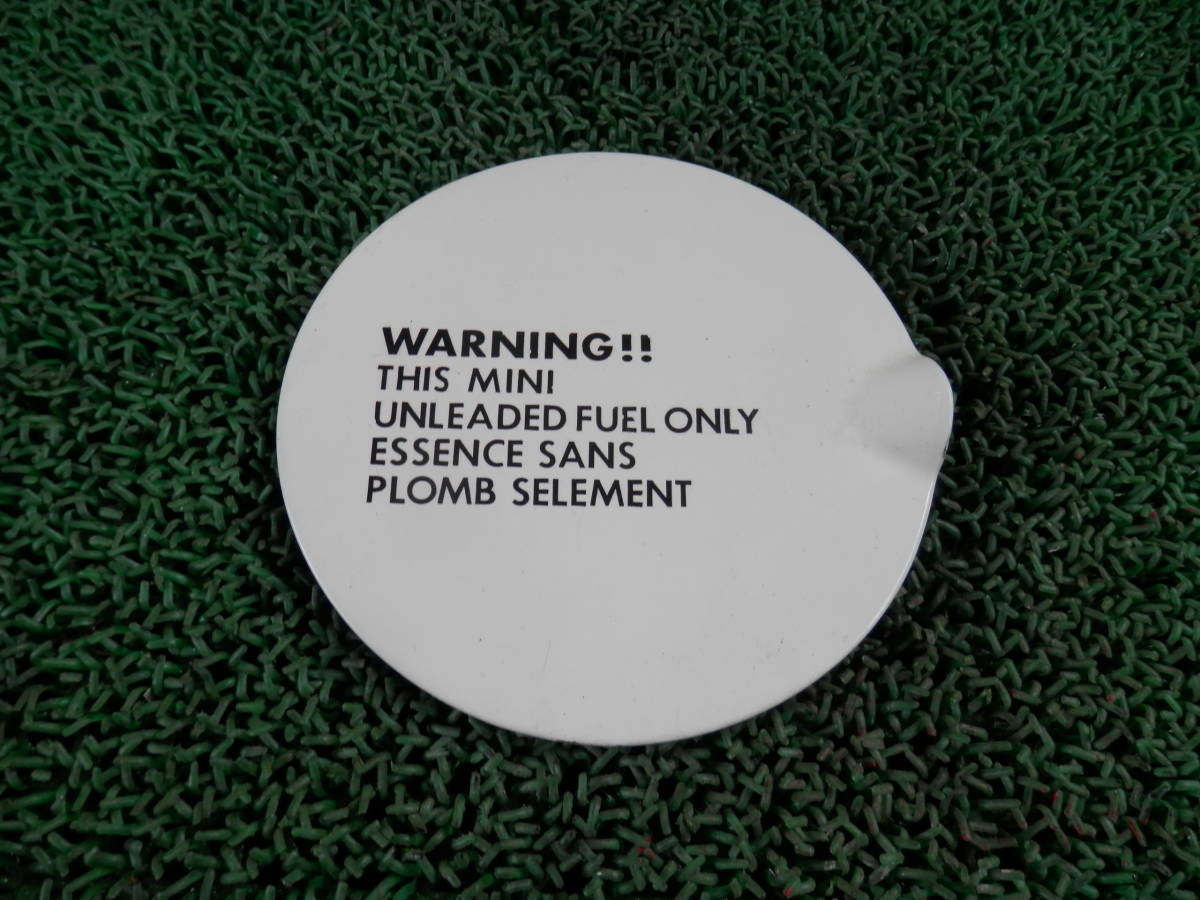 WARNING!!
THIS MINI
UNLEADED FUEL ONLY
ESSENCE SANS
PLOMB SELEMENT